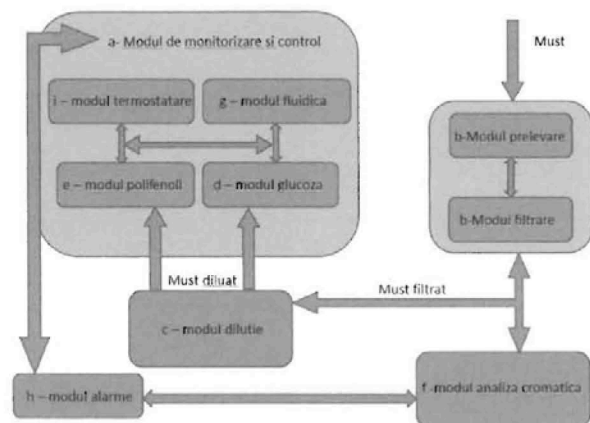 a- Modul de monitorizare si control
Must
i – modul termostatare
g – modul fluidica
b-Modul prelevare
e – modul polifenoli
d – modul glucoza
b-Modul filtrare
Must diluat
Must filtrat
c – modul dilutie
h – modul alarme
f -modul analiza cromatica